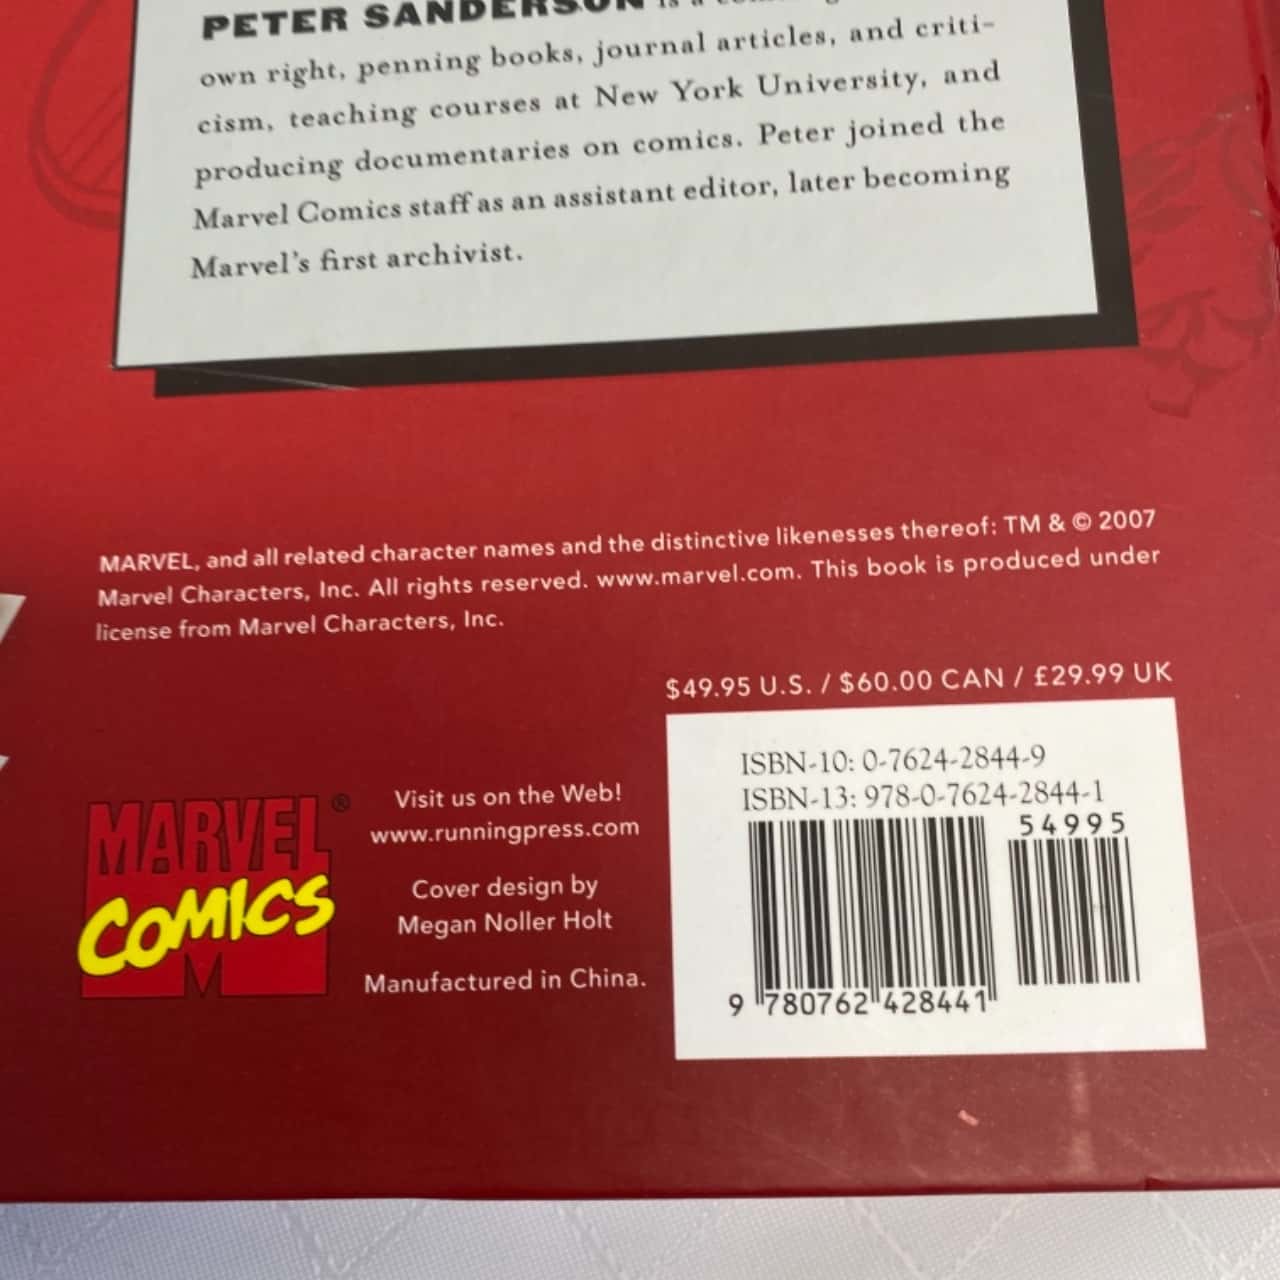 PETER SANDERSON is a
own right, penning books, journal articles, and criti-
cism, teaching courses at New York University, and
producing documentaries on comics. Peter joined the
Marvel Comics staff as an assistant editor, later becoming
Marvel's first archivist.
MARVEL, and all related character names and the distinctive likenesses thereof: TM & © 2007
Marvel Characters, Inc. All rights reserved. www.marvel.com. This book is produced under
license from Marvel Characters, Inc.
$49.95 U.S. / $60.00 CAN / £29.99 UK
ISBN-10: 0-7624-2844-9
ISBN-13: 978-0-7624-2844-1
54995
9 780762 428441
MARVEL®
COMICS
Visit us on the Web!
www.runningpress.com
Cover design by
Megan Noller Holt
Manufactured in China.